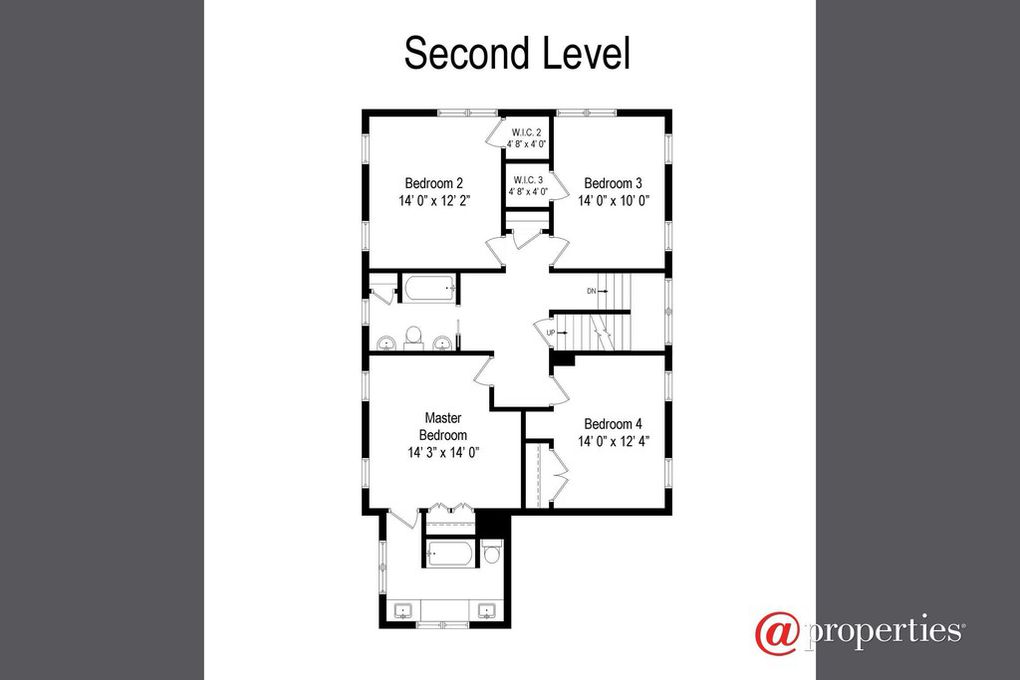 Second Level
W.I.C. 2
4' 8" x 4' 0"
Bedroom 2
14' 0" x 12' 2"
W.I.C. 3
4' 8" x 4' 0"
Bedroom 3
14' 0" x 10' 0"
DN
UP
Master
Bedroom
14' 3" x 14' 0"
Bedroom 4
14' 0" x 12' 4"
@properties®